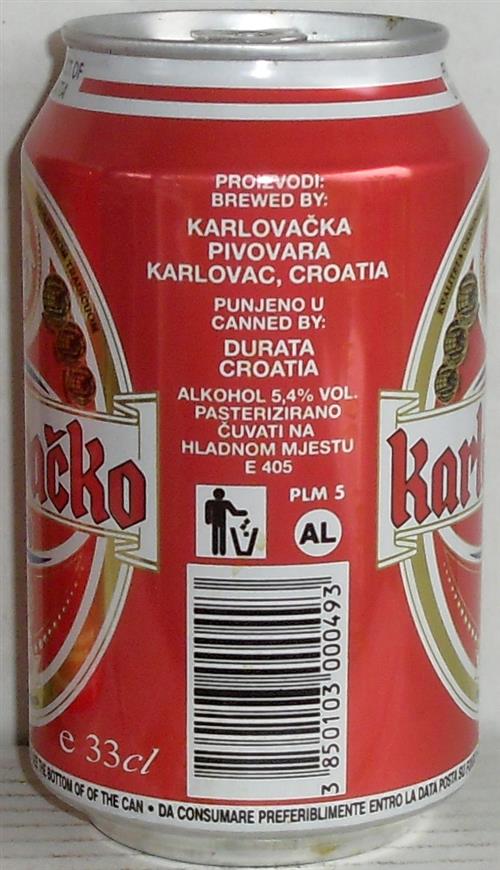 OF
PROIZVODI:
BREWED BY:
KARLOVAČKA
PIVOVARA
KARLOVAC, CROATIA
PUNJENO U
CANNED BY:
DURATA
CROATIA
ALKOHOL 5,4% VOL.
PASTERIZIRANO
ČUVATI NA
HLADNOM MJESTU
E 405
PLM 5
AL
čko
kar
3 850103 000493
e 33cl
THE BOTTOM OF OF THE CAN • DA CONSUMARE PREFERIBLIMENTE ENTRO LA DATA POSTA SU